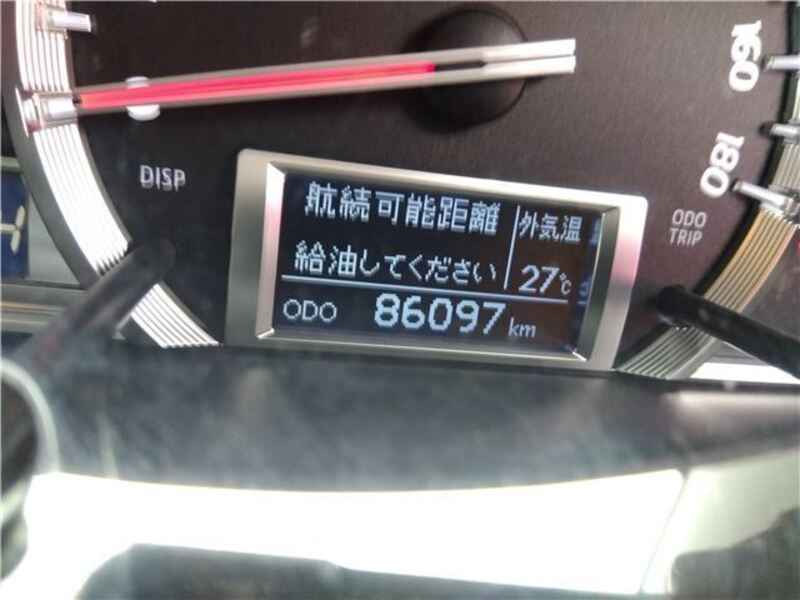 160
180
DISP
ODO
TRIP
航続可能距離
給油してください
外気温
27℃
ODO 86097 km